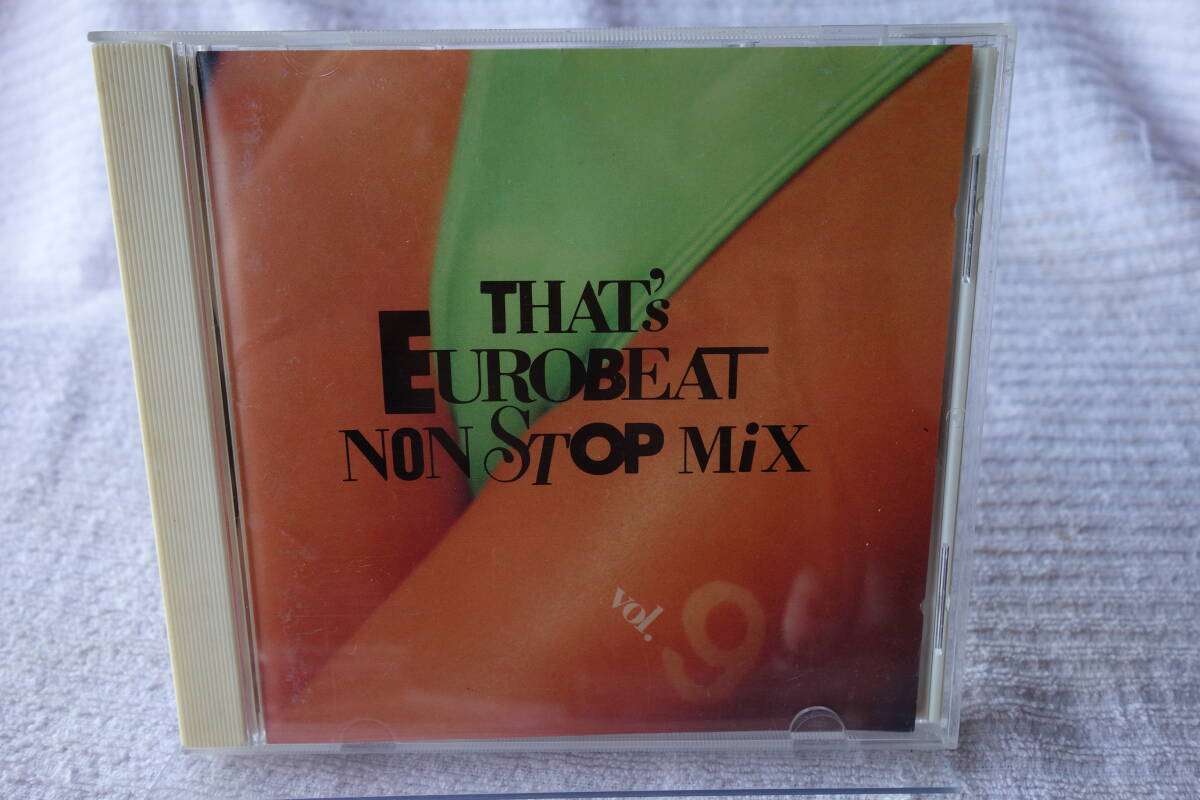 THAT's
EUROBEAT
NON STOP MiX
vol. 9